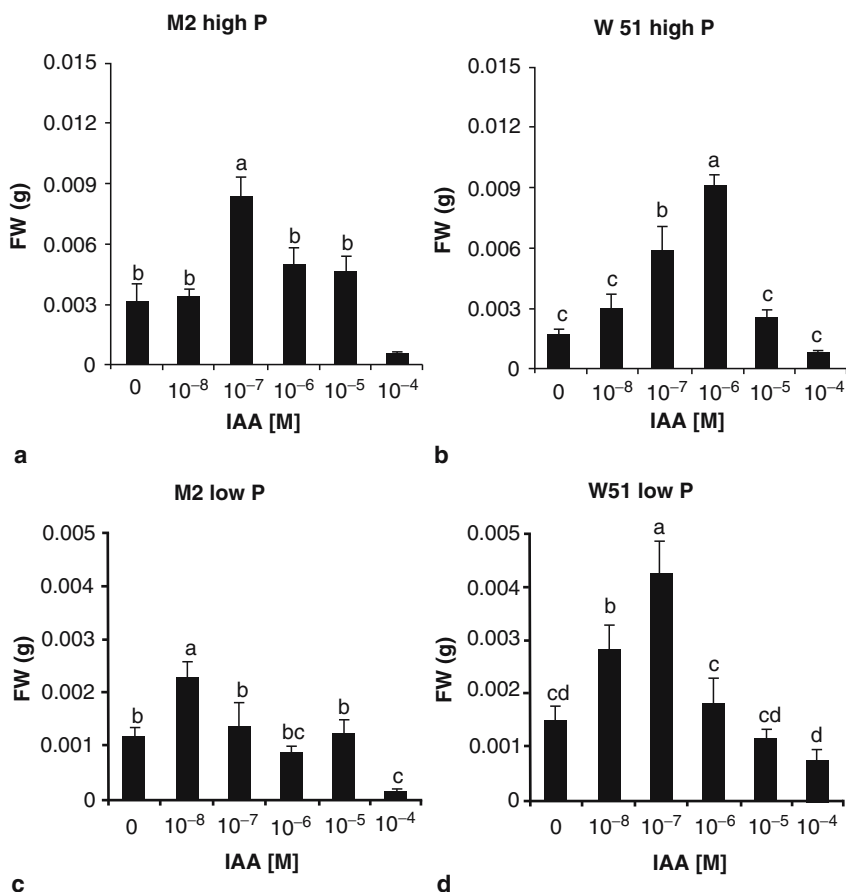 M2 high P
0.015
0.012
0.009
0.006
0.003
0
FW (g)
b b a b b
0 10⁻⁸ 10⁻⁷ 10⁻⁶ 10⁻⁵ 10⁻⁴
IAA [M]
a
W 51 high P
0.015
0.012
0.009
0.006
0.003
0
FW (g)
c c b a c c
0 10⁻⁸ 10⁻⁷ 10⁻⁶ 10⁻⁵ 10⁻⁴
IAA [M]
b
M2 low P
0.005
0.004
0.003
0.002
0.001
0
FW (g)
b a b bc b c
0 10⁻⁸ 10⁻⁷ 10⁻⁶ 10⁻⁵ 10⁻⁴
IAA [M]
c
W51 low P
0.005
0.004
0.003
0.002
0.001
0
FW (g)
cd b a c cd d
0 10⁻⁸ 10⁻⁷ 10⁻⁶ 10⁻⁵ 10⁻⁴
IAA [M]
d